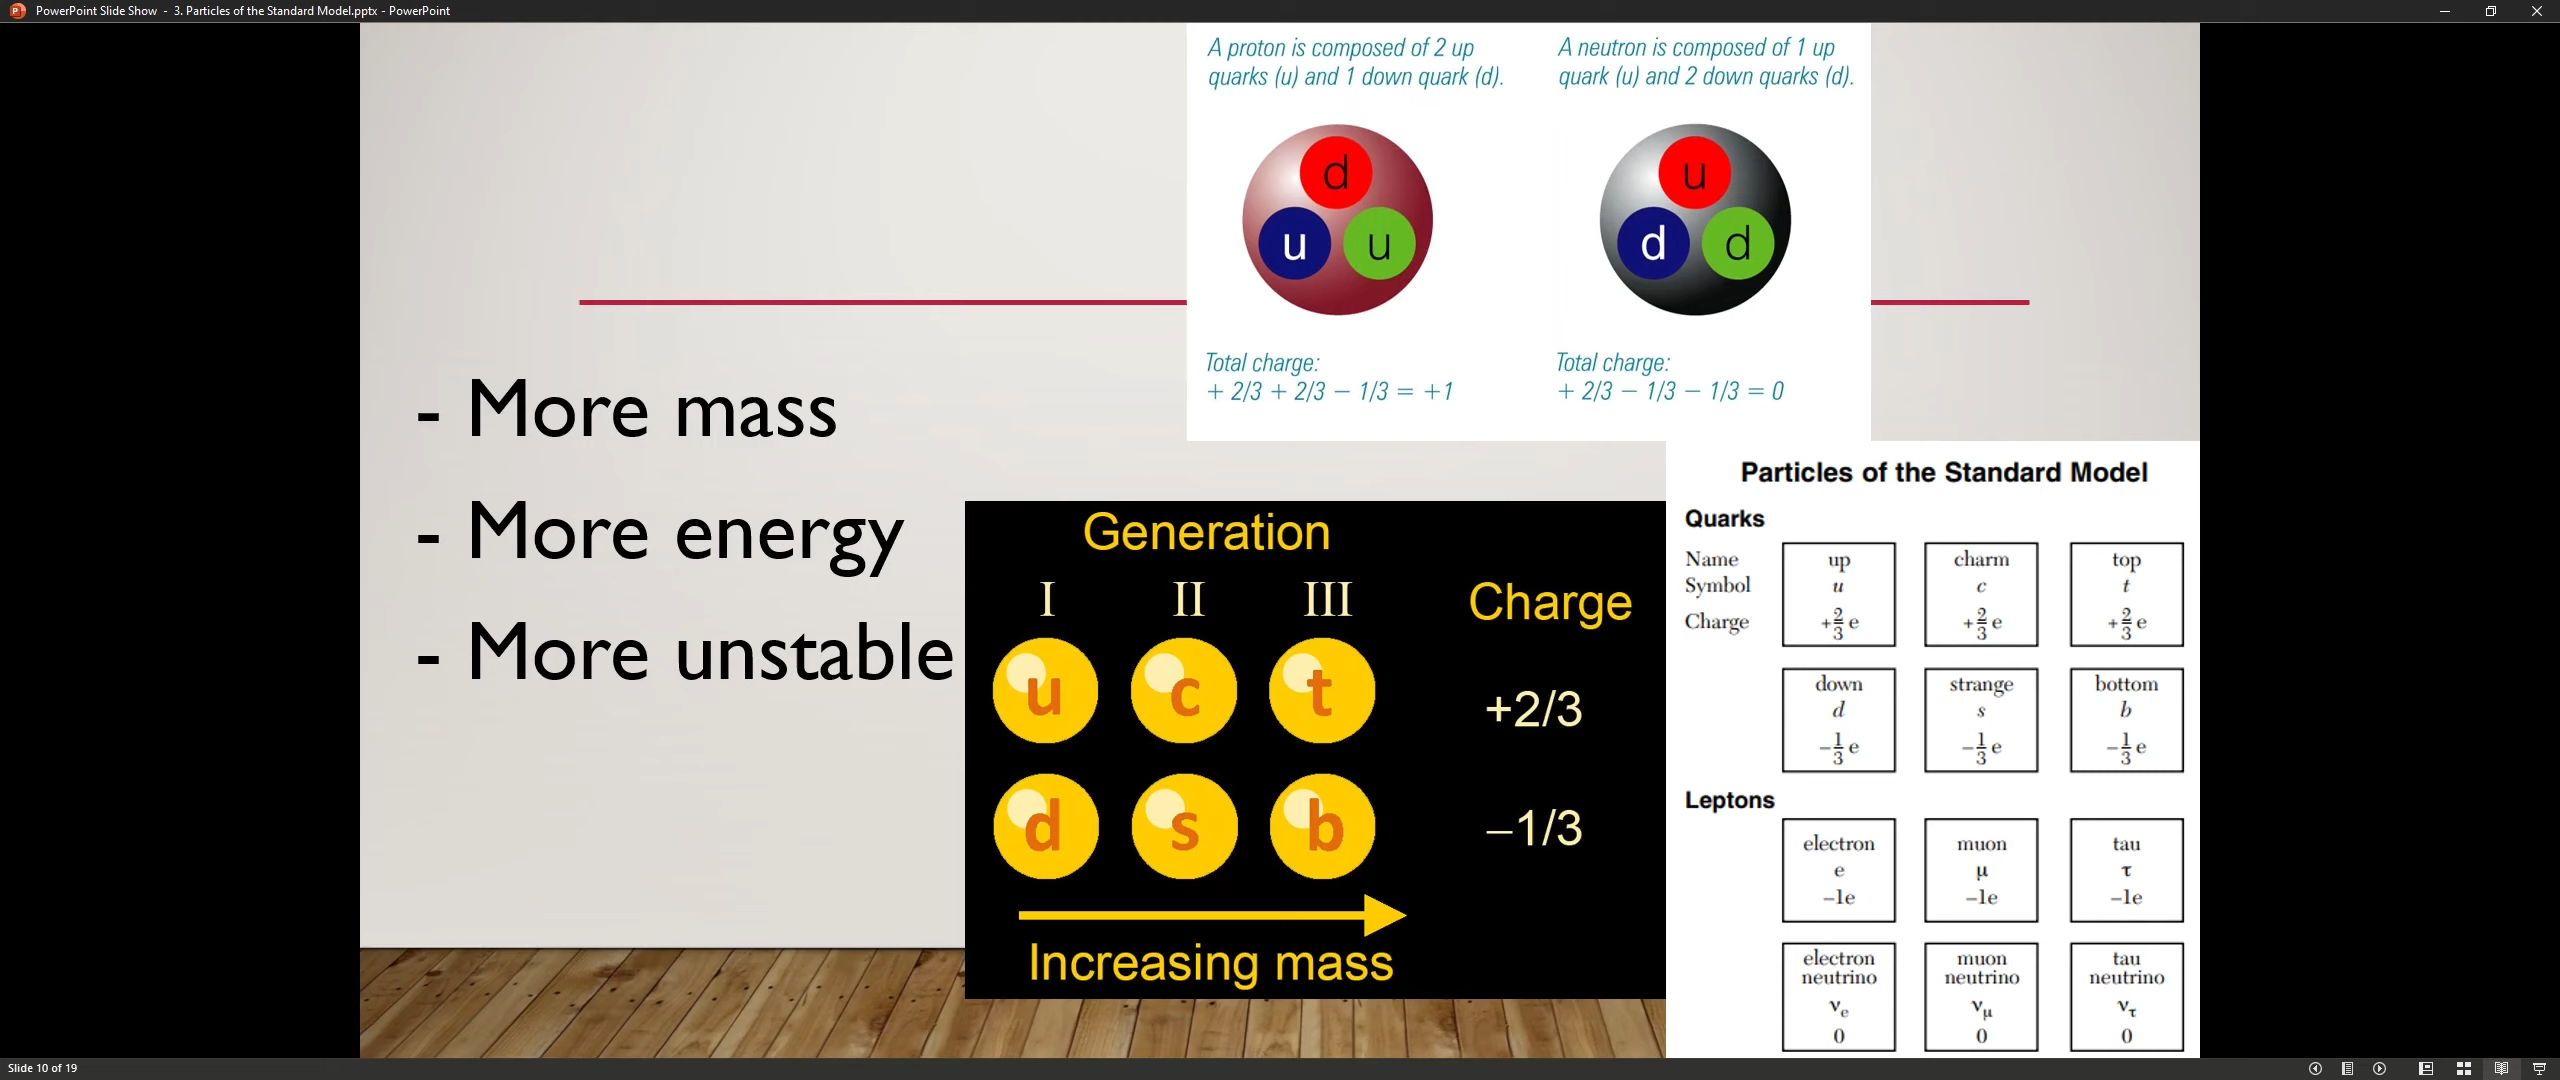 PowerPoint Slide Show - 3. Particles of the Standard Model.pptx - PowerPoint
A proton is composed of 2 up
quarks (u) and 1 down quark (d).
d
u u
Total charge:
+ 2/3 + 2/3 − 1/3 = +1
A neutron is composed of 1 up
quark (u) and 2 down quarks (d).
u
d d
Total charge:
+ 2/3 − 1/3 − 1/3 = 0
- More mass
- More energy
- More unstable
Generation
I II III
Charge
u c t +2/3
d s b −1/3
Increasing mass
Particles of the Standard Model
Quarks
Name up charm top
Symbol u c t
Charge +2/3 e +2/3 e +2/3 e
down strange bottom
d s b
−1/3 e −1/3 e −1/3 e
Leptons
electron muon tau
e μ τ
−1e −1e −1e
electron muon tau
neutrino neutrino neutrino
νe νμ ντ
0 0 0
Slide 10 of 19